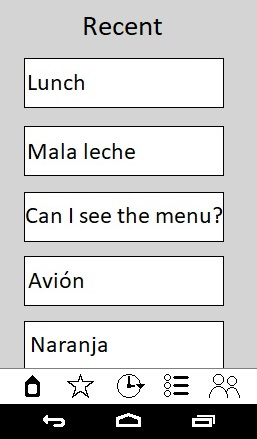 Recent
Lunch
Mala leche
Can I see the menu?
Avión
Naranja